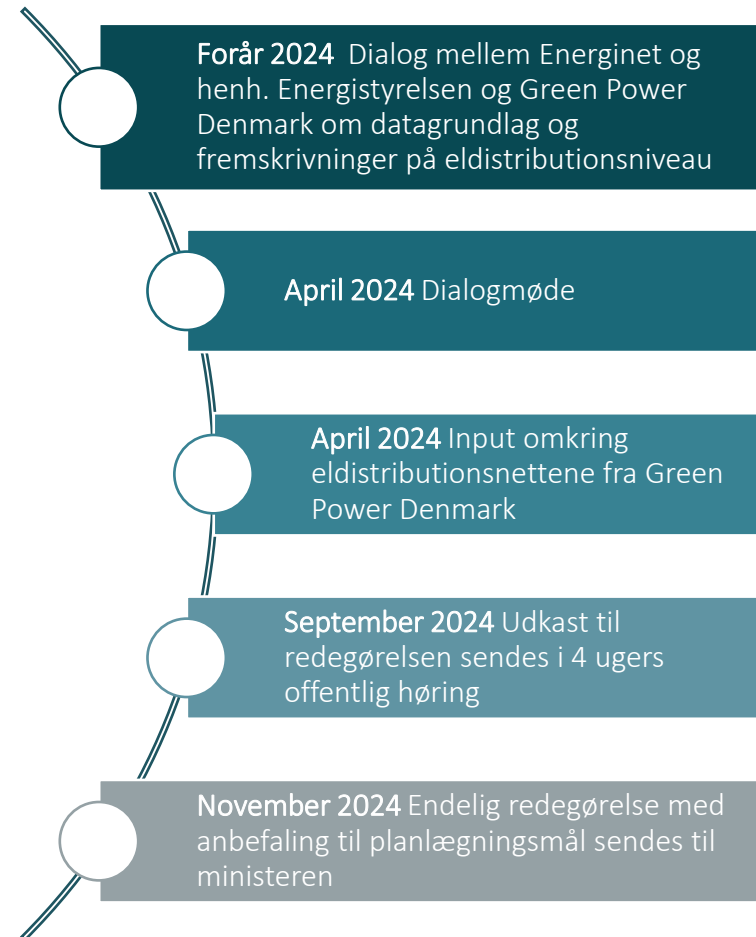 Forår 2024 Dialog mellem Energinet og
henh. Energistyrelsen og Green Power
Denmark om datagrundlag og
fremskrivninger på eldistributionsniveau
April 2024 Dialogmøde
April 2024 Input omkring
eldistributionsnettene fra Green
Power Denmark
September 2024 Udkast til
redegørelsen sendes i 4 ugers
offentlig høring
November 2024 Endelig redegørelse med
anbefaling til planlægningsmål sendes til
ministeren